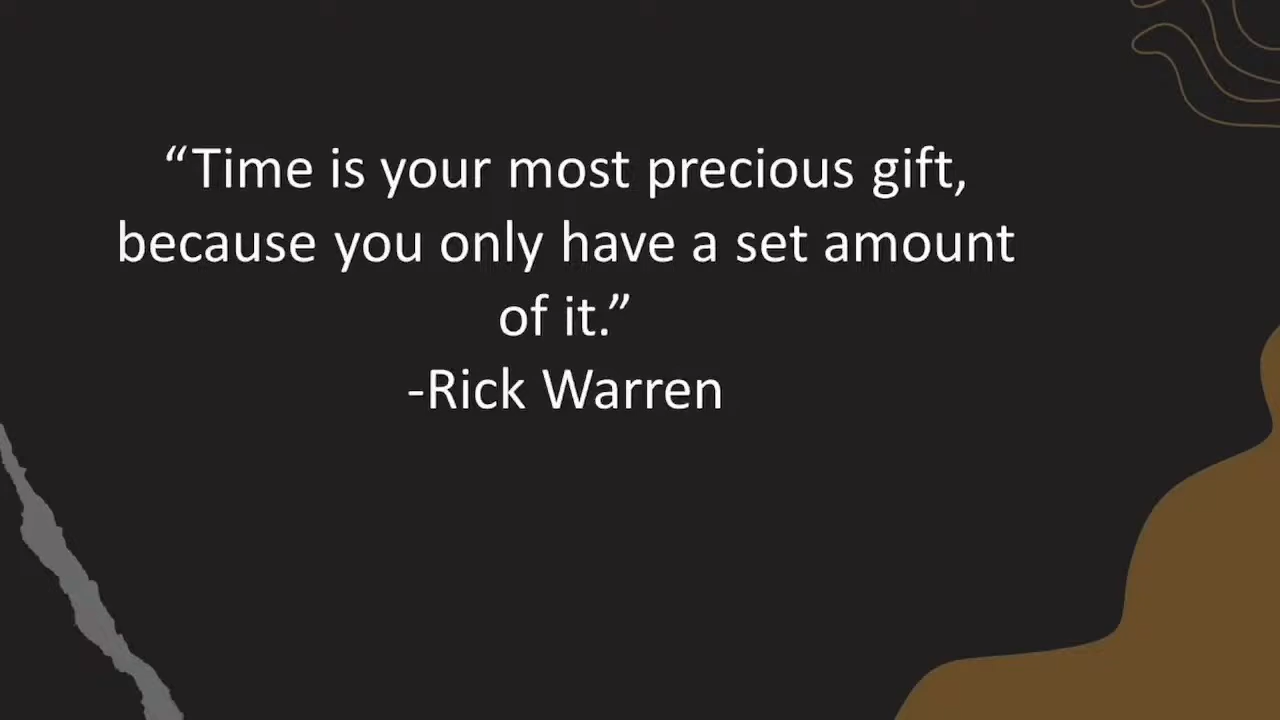 “Time is your most precious gift,
because you only have a set amount
of it.”
-Rick Warren